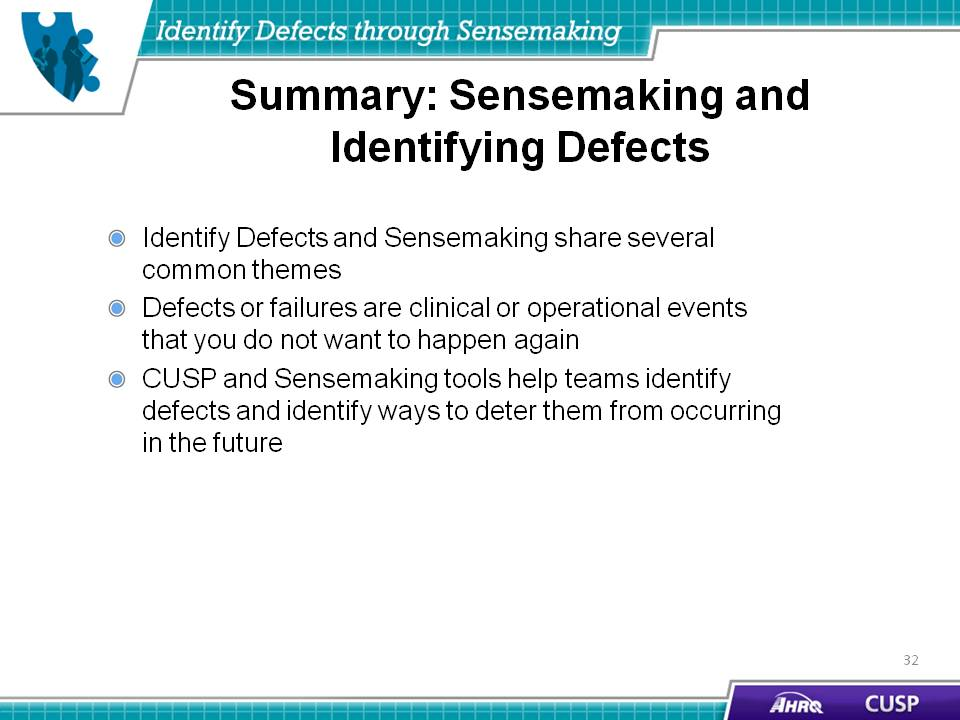 Identify Defects through Sensemaking
Summary: Sensemaking and
Identifying Defects
Identify Defects and Sensemaking share several
common themes
Defects or failures are clinical or operational events
that you do not want to happen again
CUSP and Sensemaking tools help teams identify
defects and identify ways to deter them from occurring
in the future
32
AHRQ
CUSP